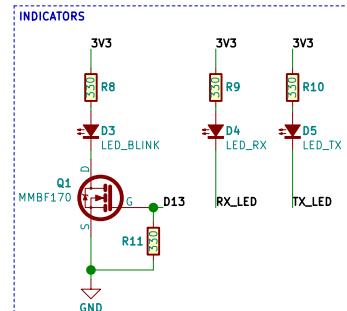 INDICATORS
3V3 3V3 3V3
330 R8 330 R9 330 R10
D3 D4 D5
LED_BLINK LED_RX LED_TX
Q1 D
MMBF170 G D13 RX_LED TX_LED
S R11 330
GND